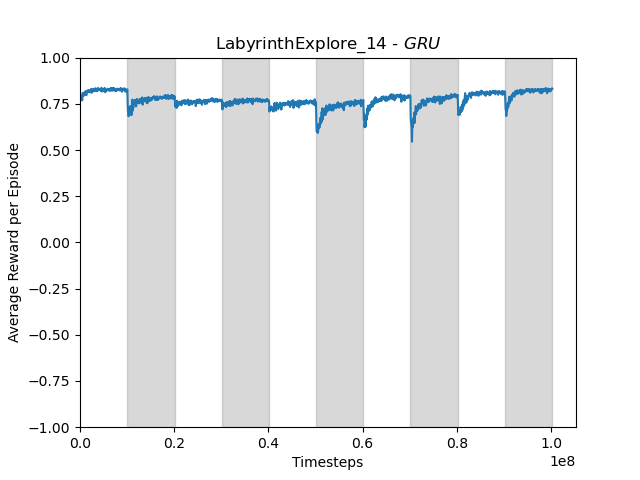 LabyrinthExplore_14 - GRU
Average Reward per Episode
1.00
0.75
0.50
0.25
0.00
−0.25
−0.50
−0.75
−1.00
0.0 0.2 0.4 0.6 0.8 1.0
1e8
Timesteps